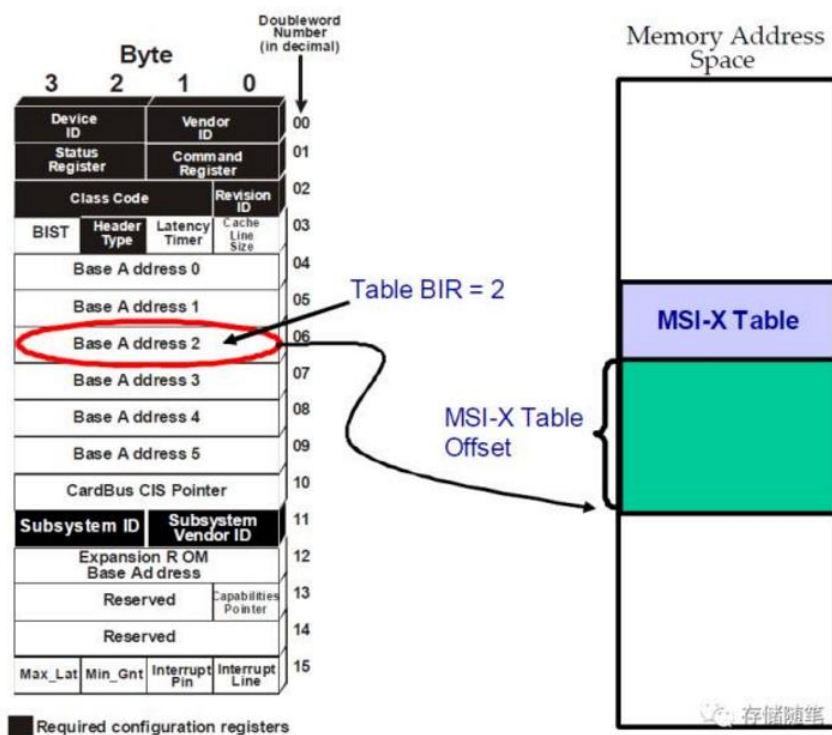 Doubleword
Number
(in decimal)
Byte
3 2 1 0
Device
ID
Vendor
ID
00
Status
Register
Command
Register
01
Class Code
Revision
ID
02
BIST
Header
Type
Latency
Timer
Cache
Line
Size
03
Base A ddress 0
04
Base A ddress 1
05
Base A ddress 2
06
Base A ddress 3
07
Base A ddress 4
08
Base A ddress 5
09
CardBus CIS Pointer
10
Subsystem ID
Subsystem
Vendor ID
11
Expansion R OM
Base Ad dress
12
Reserved
Capabilities
Pointer
13
Reserved
14
Max_Lat
Min_Gnt
Interrupt
Pin
Interrupt
Line
15
Required configuration registers
Table BIR = 2
MSI-X Table
Offset
Memory Address
Space
MSI-X Table
存储随笔